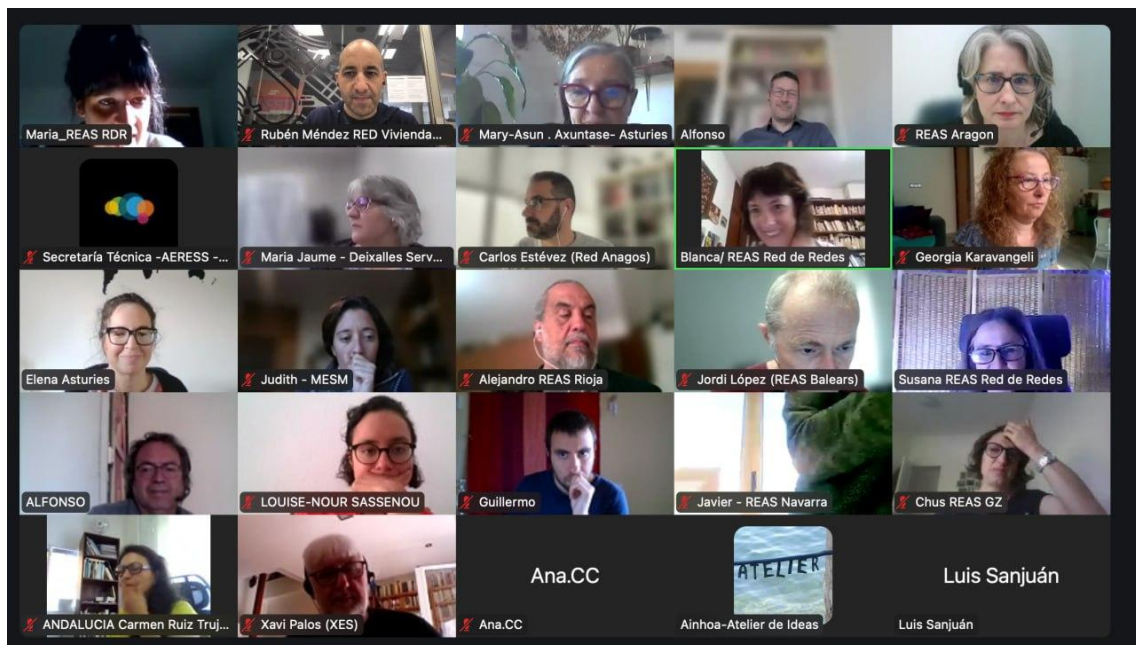 Maria_REAS RDR
Rubén Méndez RED Vivienda...
Mary-Asun . Axuntase- Asturies
Alfonso
REAS Aragon
Secretaría Técnica -AERESS -...
Maria Jaume - Deixalles Serv...
Carlos Estévez (Red Anagos)
Blanca/ REAS Red de Redes
Georgia Karavangeli
Elena Asturies
Judith - MESM
Alejandro REAS Rioja
Jordi López (REAS Balears)
Susana REAS Red de Redes
ALFONSO
LOUISE-NOUR SASSENOU
Guillermo
Javier - REAS Navarra
Chus REAS GZ
ANDALUCIA Carmen Ruiz Truj...
Xavi Palos (XES)
Ana.CC
Ana.CC
ATELIER
Ainhoa-Atelier de Ideas
Luis Sanjuán
Luis Sanjuán